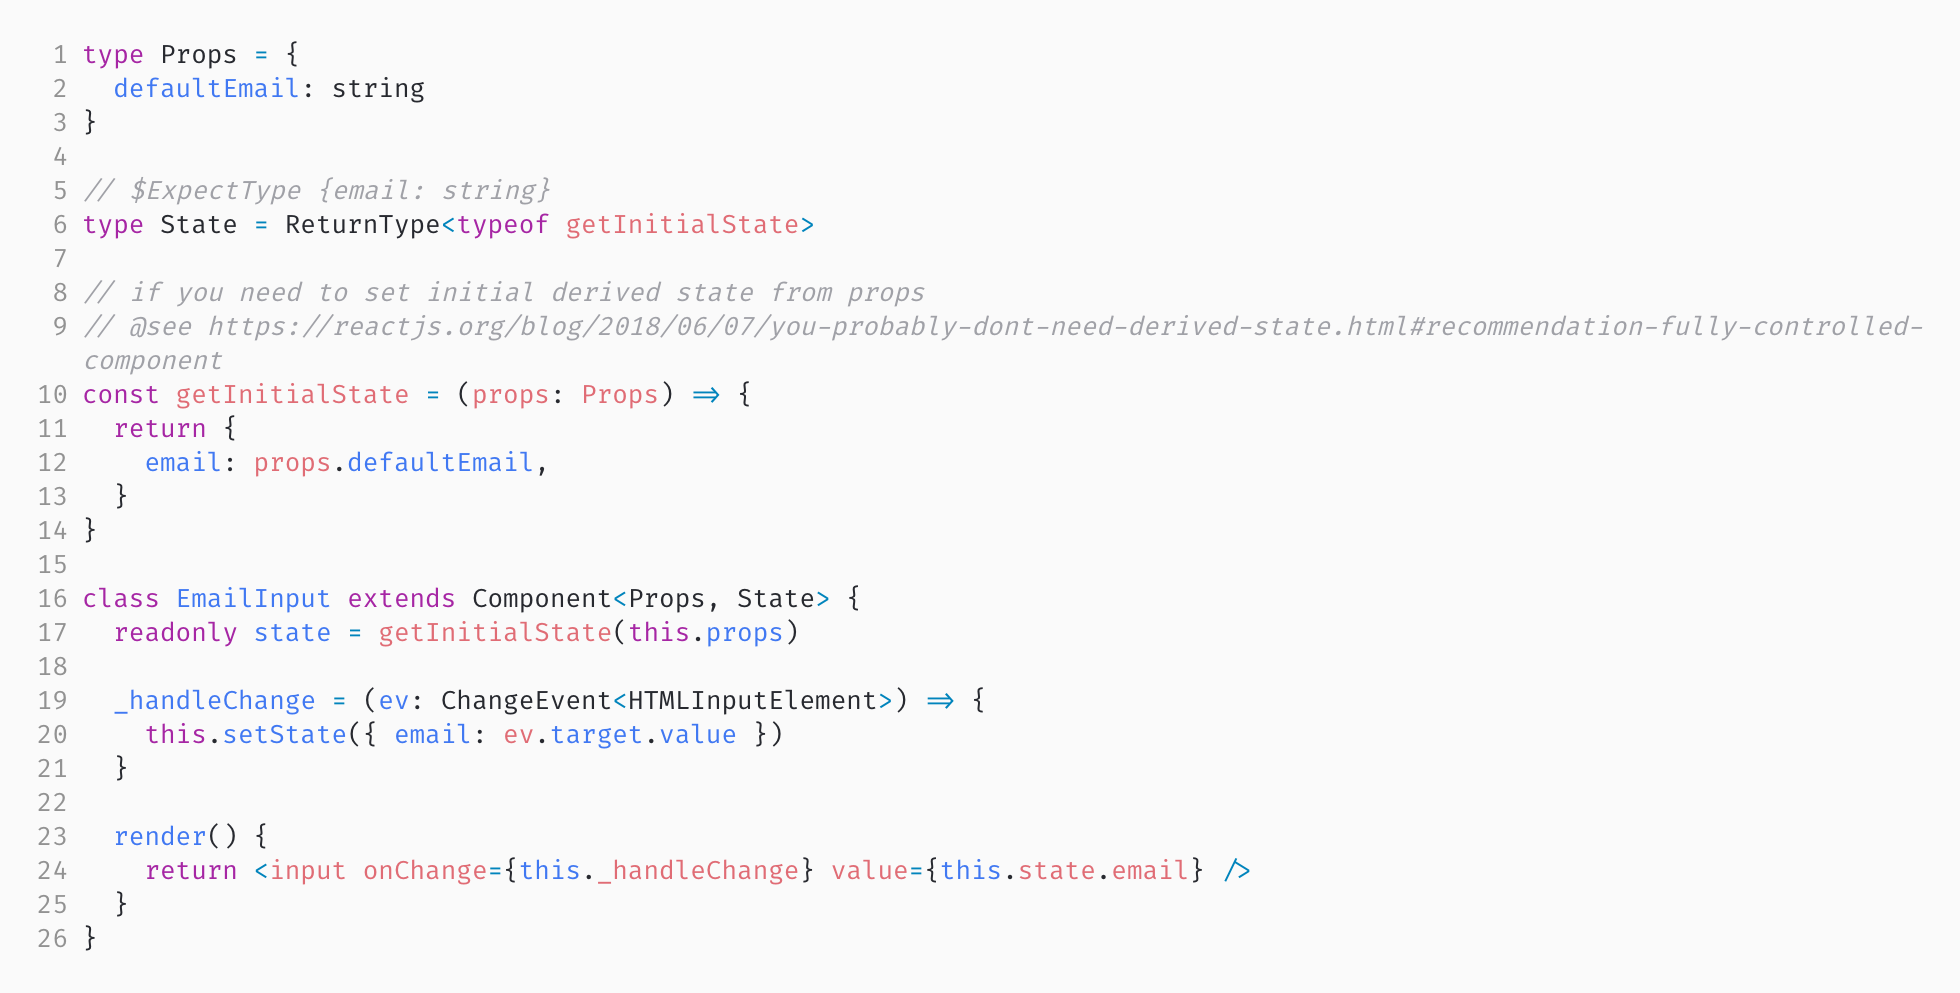 1 type Props = {
2   defaultEmail: string
3 }
4
5 // $ExpectType {email: string}
6 type State = ReturnType<typeof getInitialState>
7
8 // if you need to set initial derived state from props
9 // @see https://reactjs.org/blog/2018/06/07/you-probably-dont-need-derived-state.html#recommendation-fully-controlled-
component
10 const getInitialState = (props: Props) => {
11   return {
12     email: props.defaultEmail,
13   }
14 }
15
16 class EmailInput extends Component<Props, State> {
17   readonly state = getInitialState(this.props)
18
19   _handleChange = (ev: ChangeEvent<HTMLInputElement>) => {
20     this.setState({ email: ev.target.value })
21   }
22
23   render() {
24     return <input onChange={this._handleChange} value={this.state.email} />
25   }
26 }